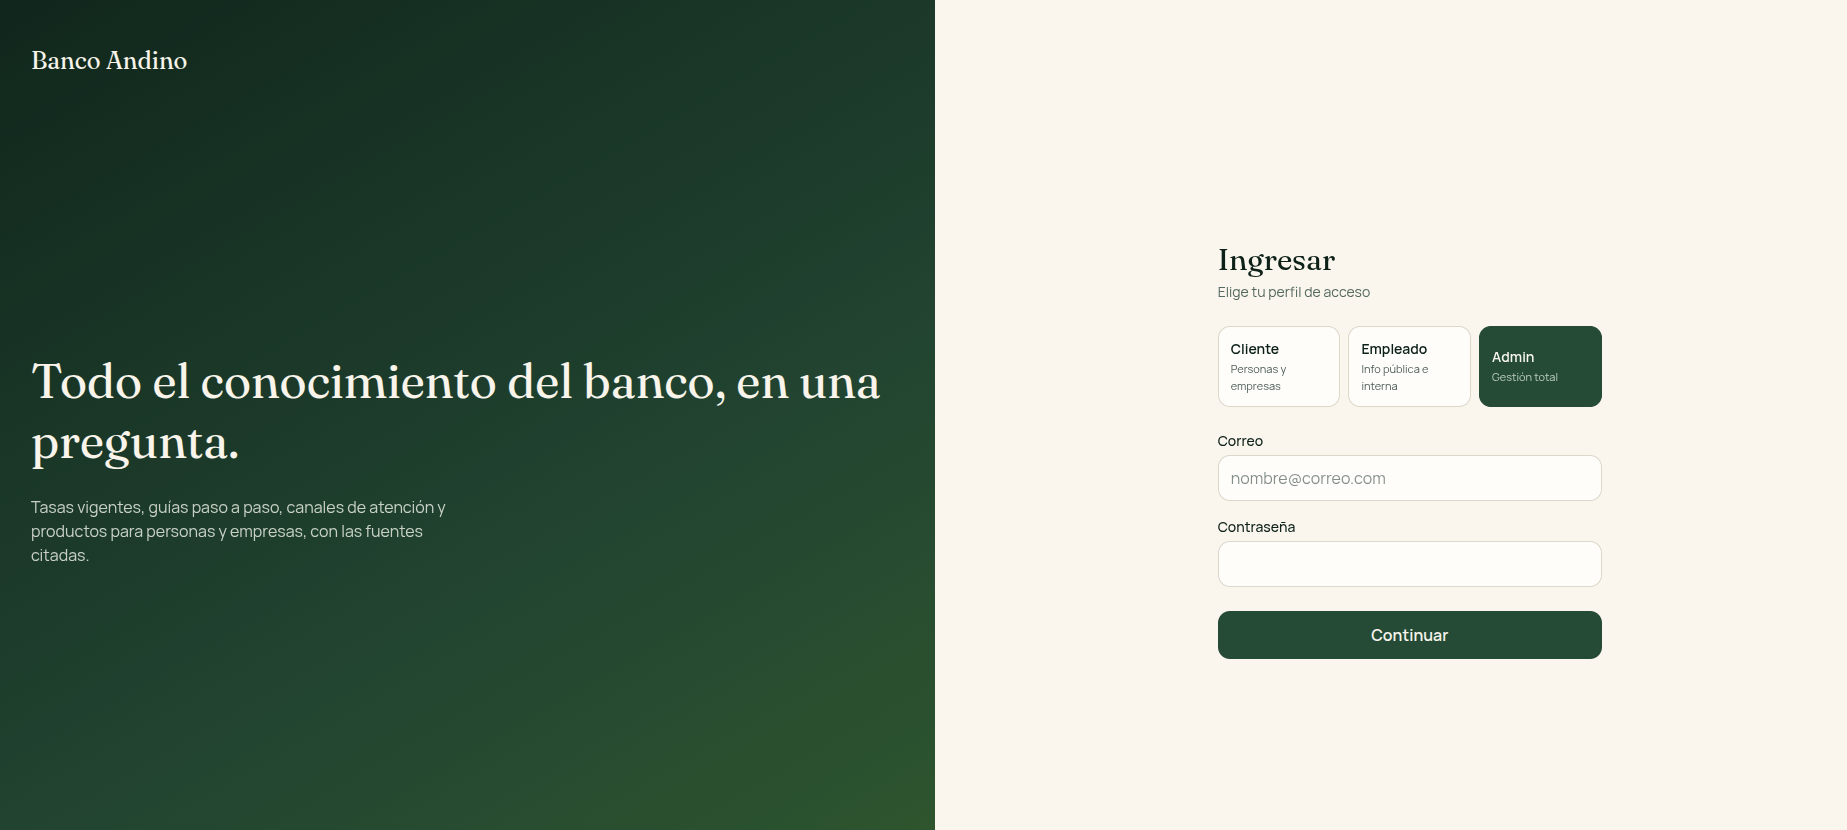 Banco Andino
Todo el conocimiento del banco, en una
pregunta.
Tasas vigentes, guías paso a paso, canales de atención y
productos para personas y empresas, con las fuentes
citadas.
Ingresar
Elige tu perfil de acceso
Cliente
Personas y
empresas
Empleado
Info pública e
interna
Admin
Gestión total
Correo
nombre@correo.com
Contraseña
Continuar